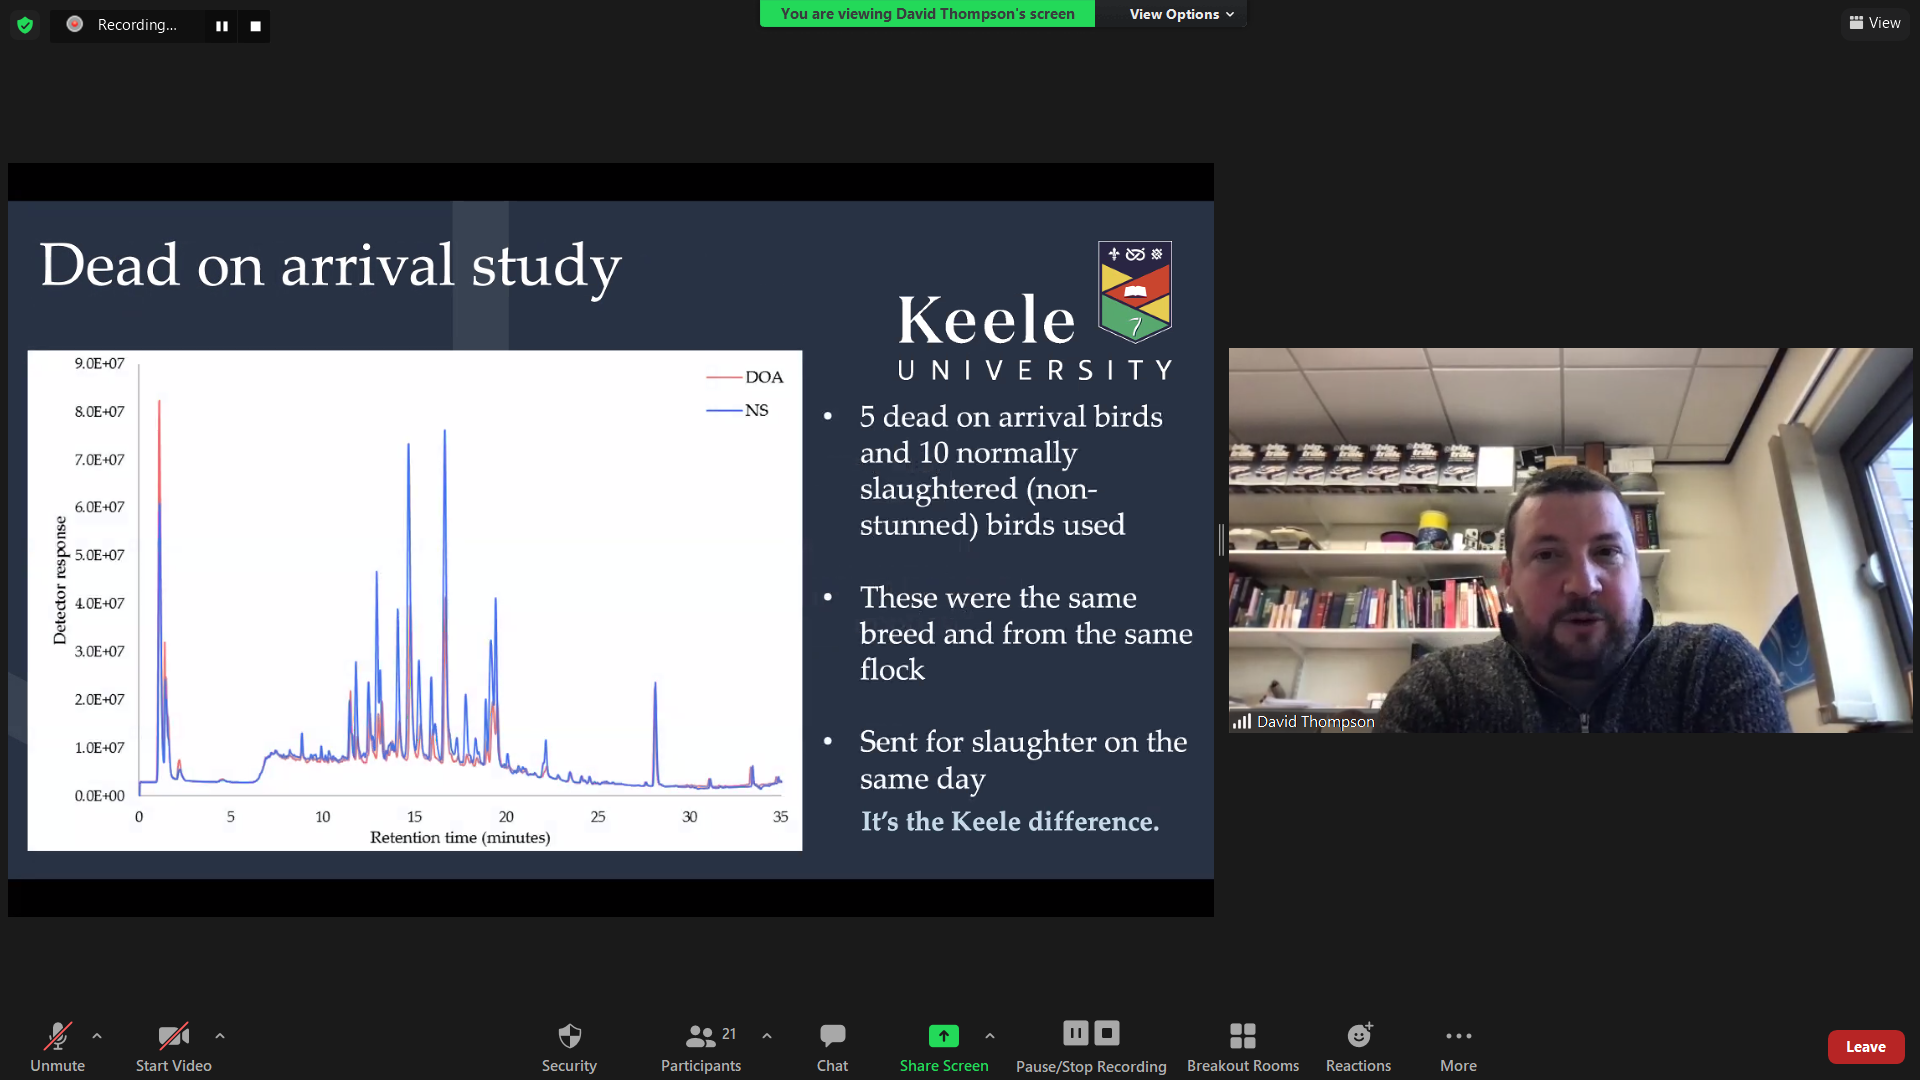 Recording...
You are viewing David Thompson's screen
View Options
View
Dead on arrival study
Keele
UNIVERSITY
9.0E+07
8.0E+07
7.0E+07
6.0E+07
5.0E+07
4.0E+07
3.0E+07
2.0E+07
1.0E+07
0.0E+00
Detector response
DOA
NS
0 5 10 15 20 25 30 35
Retention time (minutes)
• 5 dead on arrival birds
and 10 normally
slaughtered (non-
stunned) birds used
• These were the same
breed and from the same
flock
• Sent for slaughter on the
same day
It's the Keele difference.
David Thompson
Unmute
Start Video
Security
21
Participants
Chat
Share Screen
Pause/Stop Recording
Breakout Rooms
Reactions
More
Leave